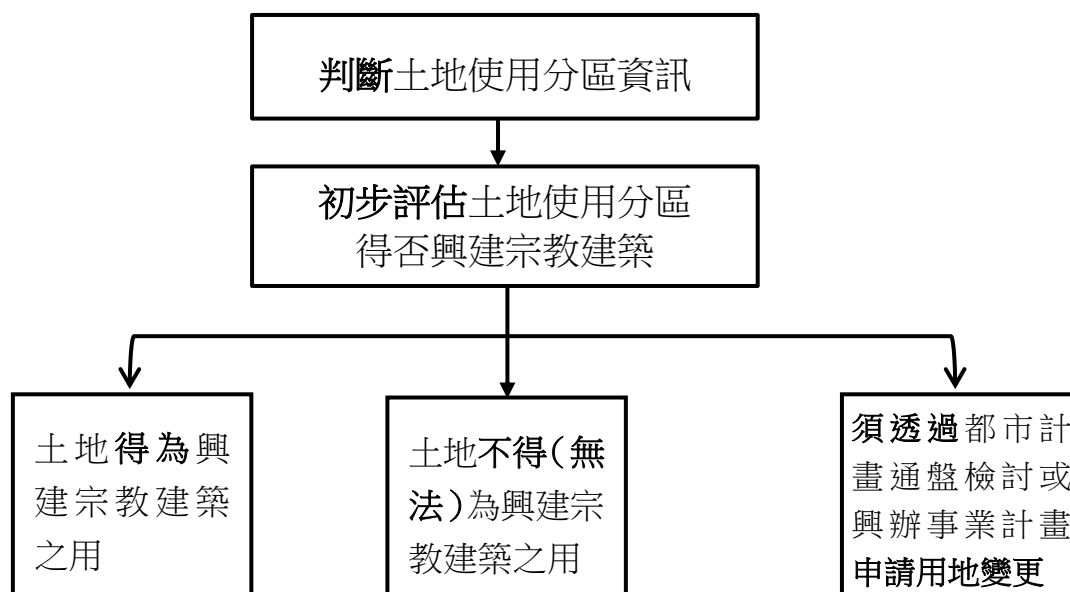 判斷土地使用分區資訊
初步評估土地使用分區
得否興建宗教建築
土地得為興
建宗教建築
之用
土地不得(無
法)為興建宗
教建築之用
須透過都市計
畫通盤檢討或
興辦事業計畫
申請用地變更